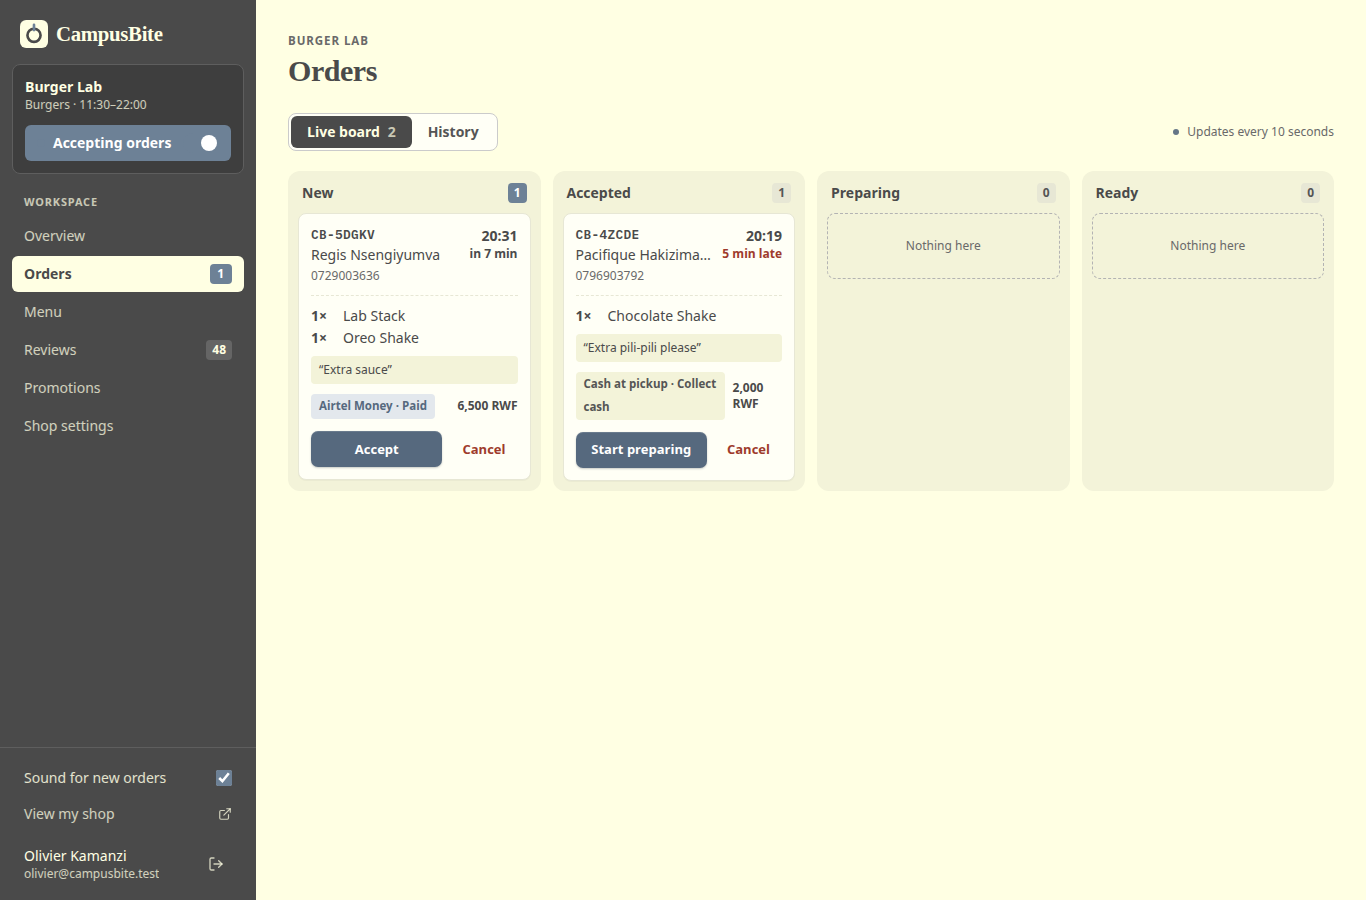 CampusBite
Burger Lab
Burgers · 11:30–22:00
Accepting orders
WORKSPACE
Overview
Orders 1
Menu
Reviews 48
Promotions
Shop settings
Sound for new orders
View my shop
Olivier Kamanzi
olivier@campusbite.test
BURGER LAB
Orders
Live board 2 History
Updates every 10 seconds
New 1
CB-5DGKV 20:31
Regis Nsengiyumva in 7 min
0729003636
1× Lab Stack
1× Oreo Shake
“Extra sauce”
Airtel Money · Paid 6,500 RWF
Accept Cancel
Accepted 1
CB-4ZCDE 20:19
Pacifique Hakizima... 5 min late
0796903792
1× Chocolate Shake
“Extra pili-pili please”
Cash at pickup · Collect
cash
2,000
RWF
Start preparing Cancel
Preparing 0
Nothing here
Ready 0
Nothing here